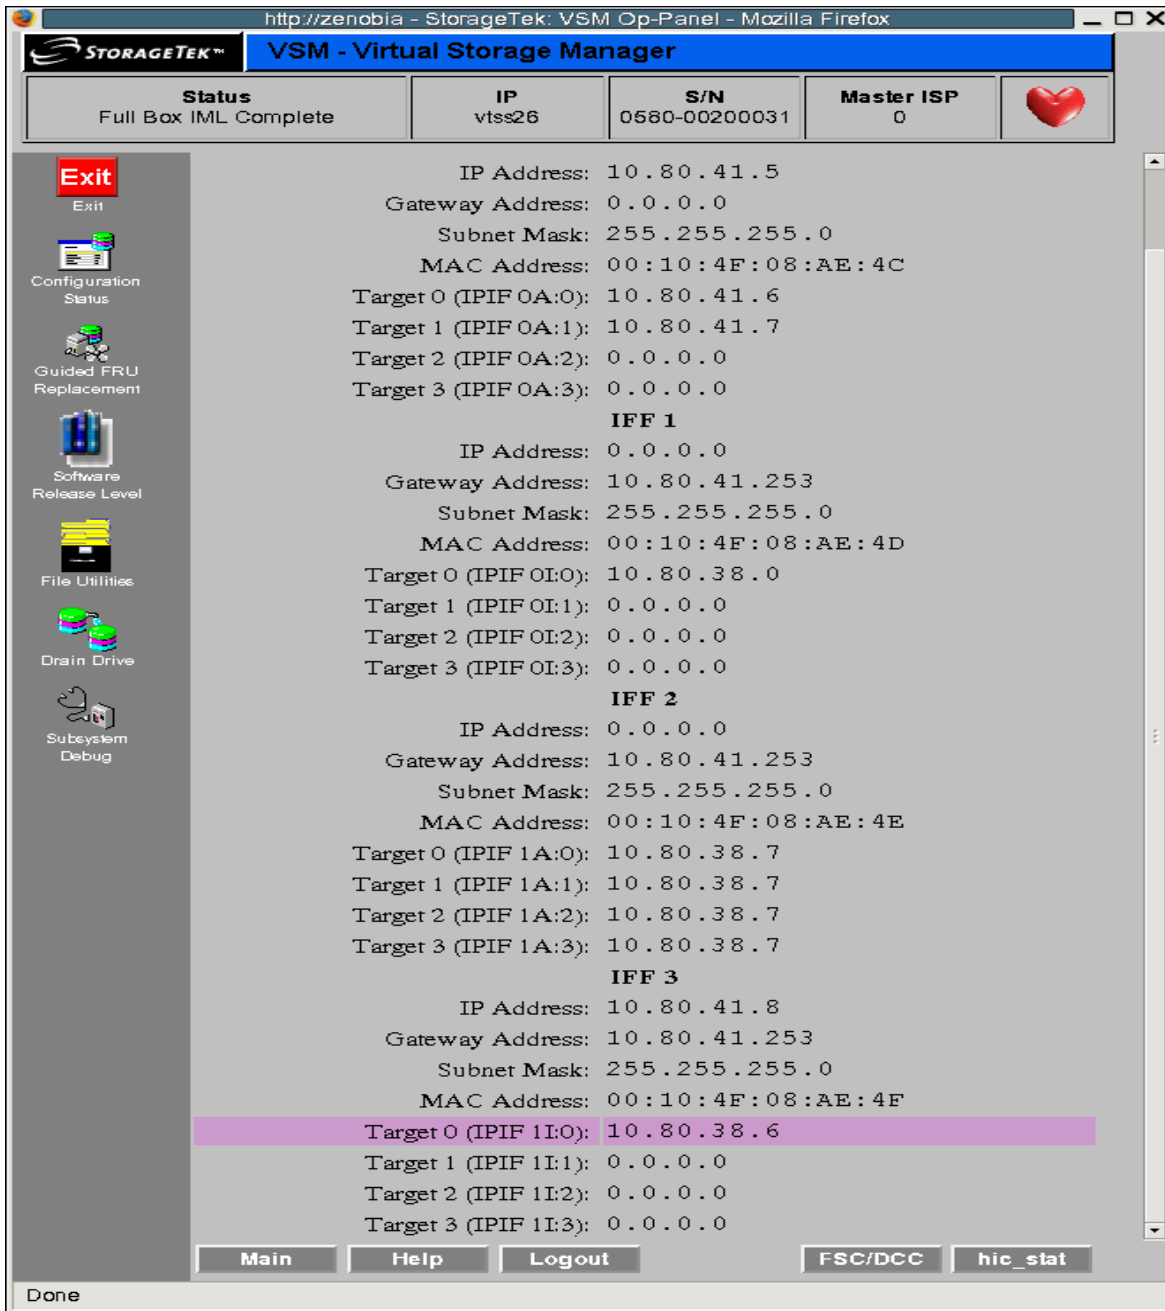 http://zenobia - StorageTek: VSM Op-Panel - Mozilla Firefox
STORAGETEK™ VSM - Virtual Storage Manager
Status IP S/N Master ISP
Full Box IML Complete vtss26 0580-00200031 0
Exit
Exit
Configuration
Status
Guided FRU
Replacement
Software
Release Level
File Utilities
Drain Drive
Subsystem
Debug
IP Address: 10.80.41.5
Gateway Address: 0.0.0.0
Subnet Mask: 255.255.255.0
MAC Address: 00:10:4F:08:AE:4C
Target 0 (IPIF 0A:0): 10.80.41.6
Target 1 (IPIF 0A:1): 10.80.41.7
Target 2 (IPIF 0A:2): 0.0.0.0
Target 3 (IPIF 0A:3): 0.0.0.0
IFF 1
IP Address: 0.0.0.0
Gateway Address: 10.80.41.253
Subnet Mask: 255.255.255.0
MAC Address: 00:10:4F:08:AE:4D
Target 0 (IPIF 0I:0): 10.80.38.0
Target 1 (IPIF 0I:1): 0.0.0.0
Target 2 (IPIF 0I:2): 0.0.0.0
Target 3 (IPIF 0I:3): 0.0.0.0
IFF 2
IP Address: 0.0.0.0
Gateway Address: 10.80.41.253
Subnet Mask: 255.255.255.0
MAC Address: 00:10:4F:08:AE:4E
Target 0 (IPIF 1A:0): 10.80.38.7
Target 1 (IPIF 1A:1): 10.80.38.7
Target 2 (IPIF 1A:2): 10.80.38.7
Target 3 (IPIF 1A:3): 10.80.38.7
IFF 3
IP Address: 10.80.41.8
Gateway Address: 10.80.41.253
Subnet Mask: 255.255.255.0
MAC Address: 00:10:4F:08:AE:4F
Target 0 (IPIF 1I:0): 10.80.38.6
Target 1 (IPIF 1I:1): 0.0.0.0
Target 2 (IPIF 1I:2): 0.0.0.0
Target 3 (IPIF 1I:3): 0.0.0.0
Main Help Logout FSC/DCC hic_stat
Done